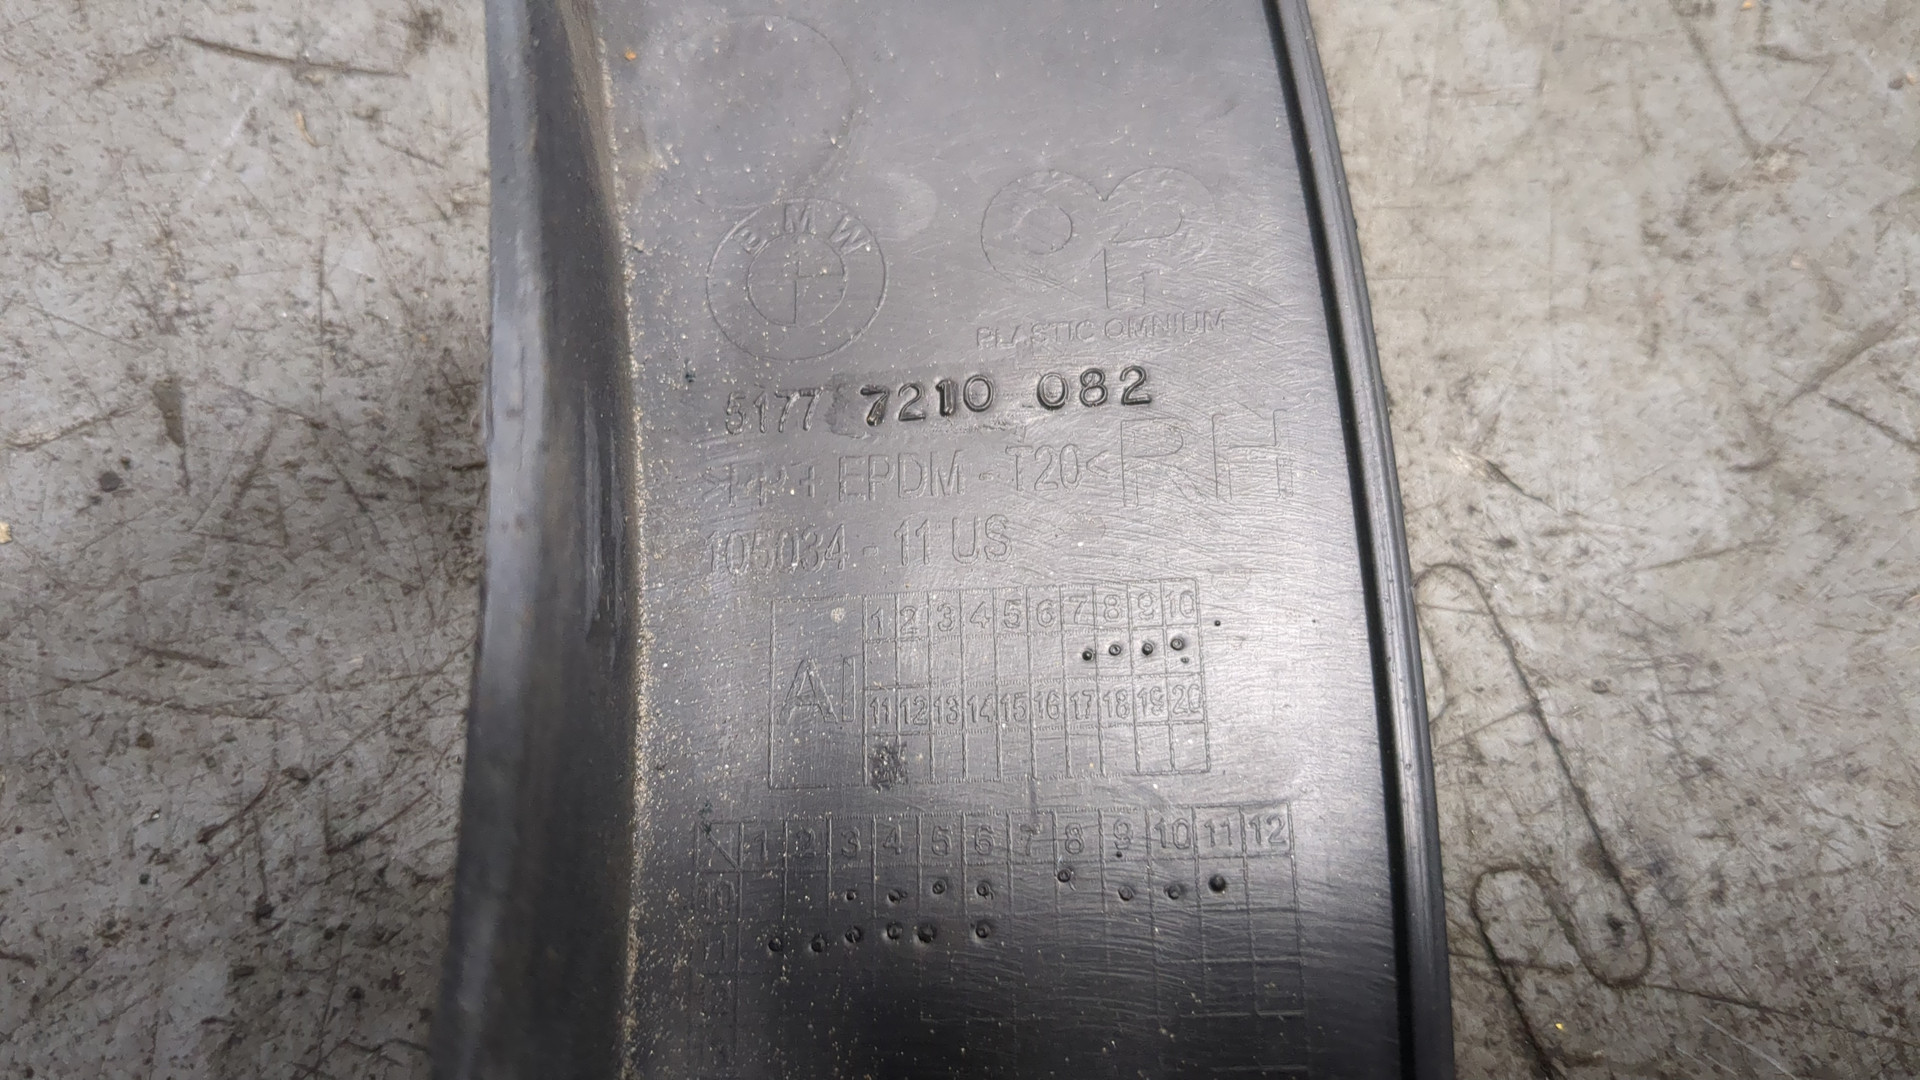 BMW
PLASTIC OMNIUM
5177 7210 082
EPDM - T20< RH
105034 - 11 US
1 2 3 4 5 6 7 8 9 10
AI
11 12 13 14 15 16 17 18 19 20
1 2 3 4 5 6 7 8 9 10 11 12
10
11